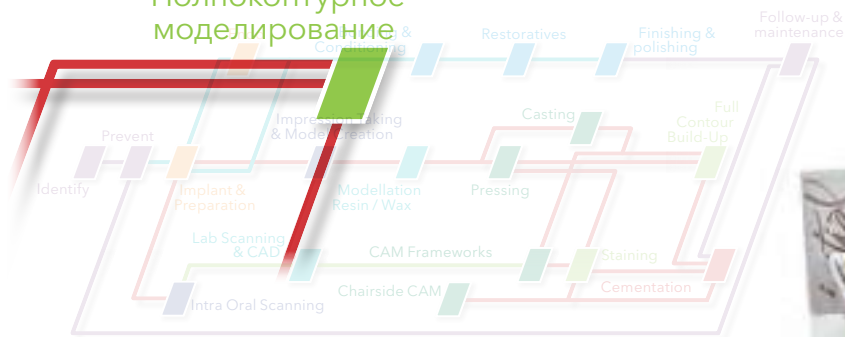 Полноконтурное
моделирование
Bonding &
Conditioning
Restoratives
Finishing &
polishing
Follow-up &
maintenance
Prevent
Impression Taking
& Model Creation
Casting
Full
Contour
Build-Up
Identify
Implant &
Preparation
Modellation
Resin / Wax
Pressing
Lab Scanning
& CAD
CAM Frameworks
Staining
Intra Oral Scanning
Chairside CAM
Cementation